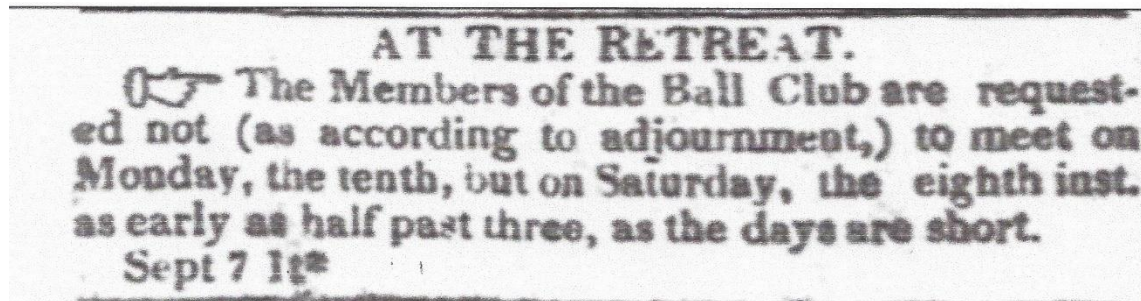 AT THE RETREAT.
The Members of the Ball Club are request-
ed not (as according to adjournment,) to meet on
Monday, the tenth, but on Saturday, the eighth inst.
as early as half past three, as the days are short.
Sept 7 1t*